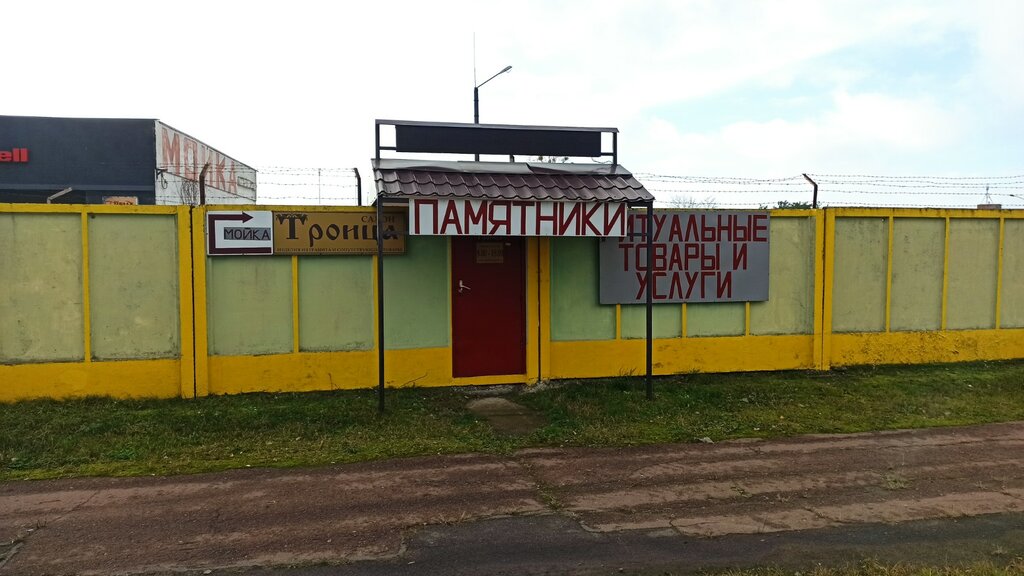 ell
МОЙКА
МОЙКА
САЛОН
Троица
ПАМЯТНИКИ
ТУАЛЬНЫЕ
ТОВАРЫ И
УСЛУГИ